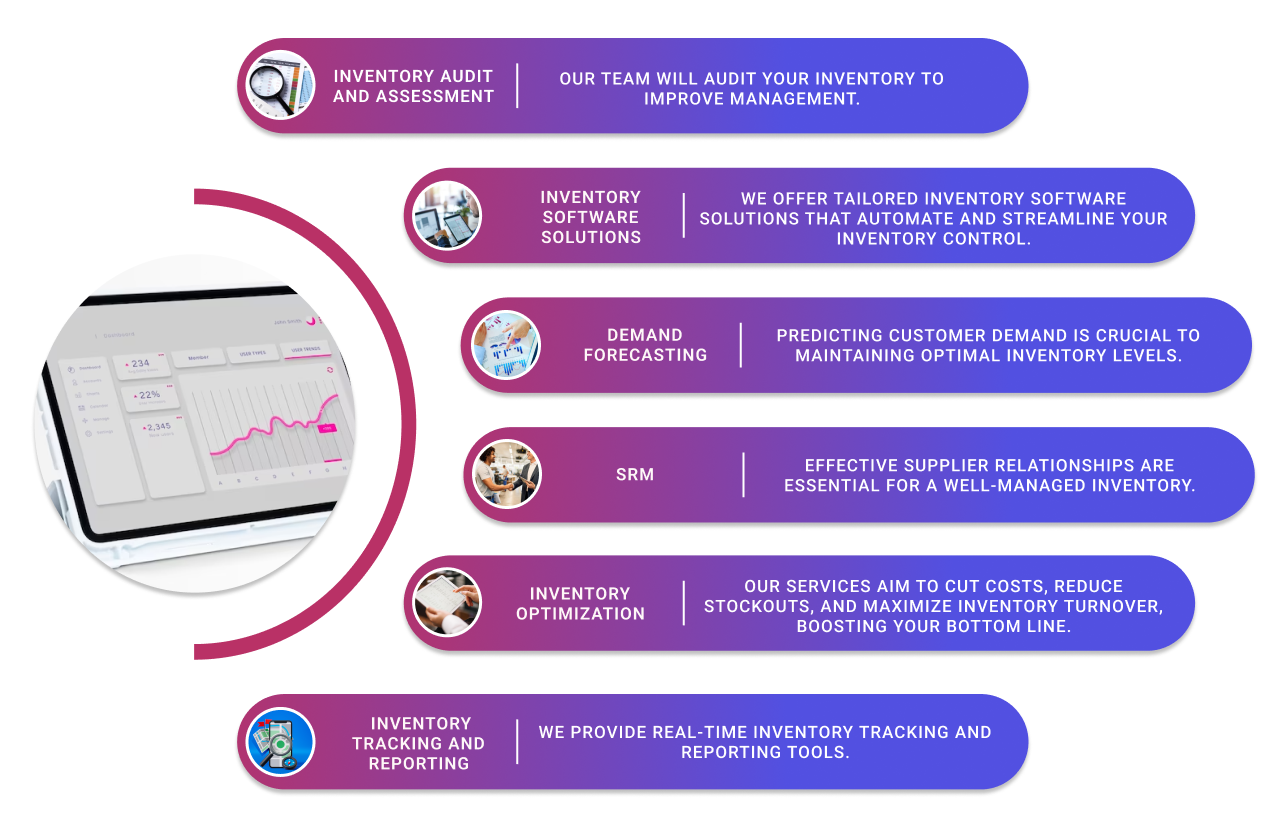 INVENTORY AUDIT
AND ASSESSMENT
OUR TEAM WILL AUDIT YOUR INVENTORY TO
IMPROVE MANAGEMENT.
INVENTORY
SOFTWARE
SOLUTIONS
WE OFFER TAILORED INVENTORY SOFTWARE
SOLUTIONS THAT AUTOMATE AND STREAMLINE YOUR
INVENTORY CONTROL.
DEMAND
FORECASTING
PREDICTING CUSTOMER DEMAND IS CRUCIAL TO
MAINTAINING OPTIMAL INVENTORY LEVELS.
SRM
EFFECTIVE SUPPLIER RELATIONSHIPS ARE
ESSENTIAL FOR A WELL-MANAGED INVENTORY.
INVENTORY
OPTIMIZATION
OUR SERVICES AIM TO CUT COSTS, REDUCE
STOCKOUTS, AND MAXIMIZE INVENTORY TURNOVER,
BOOSTING YOUR BOTTOM LINE.
INVENTORY
TRACKING AND
REPORTING
WE PROVIDE REAL-TIME INVENTORY TRACKING AND
REPORTING TOOLS.
Dashboard
234
Member
USER TYPES
USER TRENDS
22%
2,345
A B C D E F G H